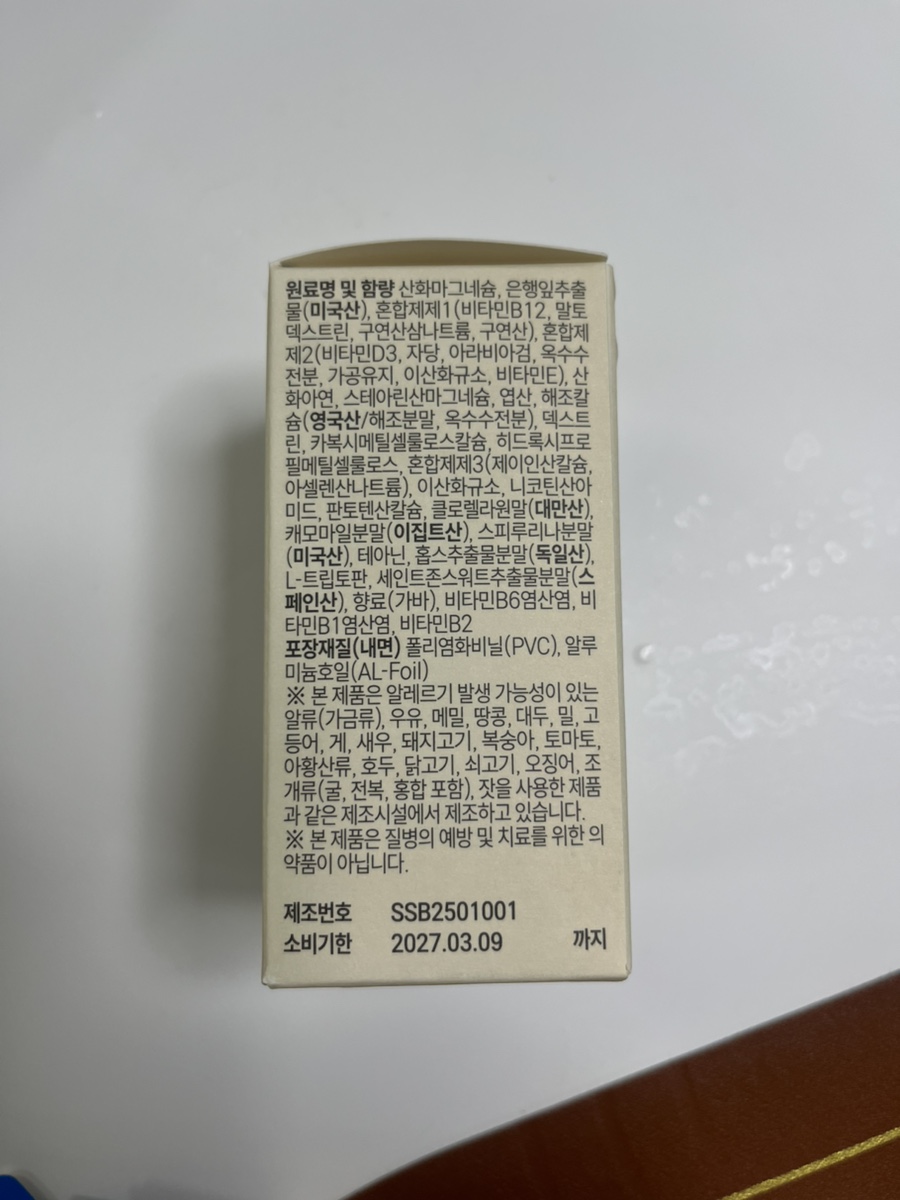 원료명 및 함량 산화마그네슘, 은행잎추출
물(미국산), 혼합제제1(비타민B12, 말토
덱스트린, 구연산삼나트륨, 구연산), 혼합제
제2(비타민D3, 자당, 아라비아검, 옥수수
전분, 가공유지, 이산화규소, 비타민E), 산
화아연, 스테아린산마그네슘, 엽산, 해조칼
슘(영국산/해조분말, 옥수수전분), 덱스트
린, 카복시메틸셀룰로스칼슘, 히드록시프로
필메틸셀룰로스, 혼합제제3(제이인산칼슘,
아셀렌산나트륨), 이산화규소, 니코틴산아
미드, 판토텐산칼슘, 클로렐라원말(대만산),
캐모마일분말(이집트산), 스피루리나분말
(미국산), 테아닌, 홉스추출물분말(독일산),
L-트립토판, 세인트존스워트추출물분말(스
페인산), 향료(가바), 비타민B6염산염, 비
타민B1염산염, 비타민B2
포장재질(내면) 폴리염화비닐(PVC), 알루
미늄호일(AL-Foil)
※ 본 제품은 알레르기 발생 가능성이 있는
알류(가금류), 우유, 메밀, 땅콩, 대두, 밀, 고
등어, 게, 새우, 돼지고기, 복숭아, 토마토,
아황산류, 호두, 닭고기, 쇠고기, 오징어, 조
개류(굴, 전복, 홍합 포함), 잣을 사용한 제품
과 같은 제조시설에서 제조하고 있습니다.
※ 본 제품은 질병의 예방 및 치료를 위한 의
약품이 아닙니다.
제조번호 SSB2501001
소비기한 2027.03.09 까지